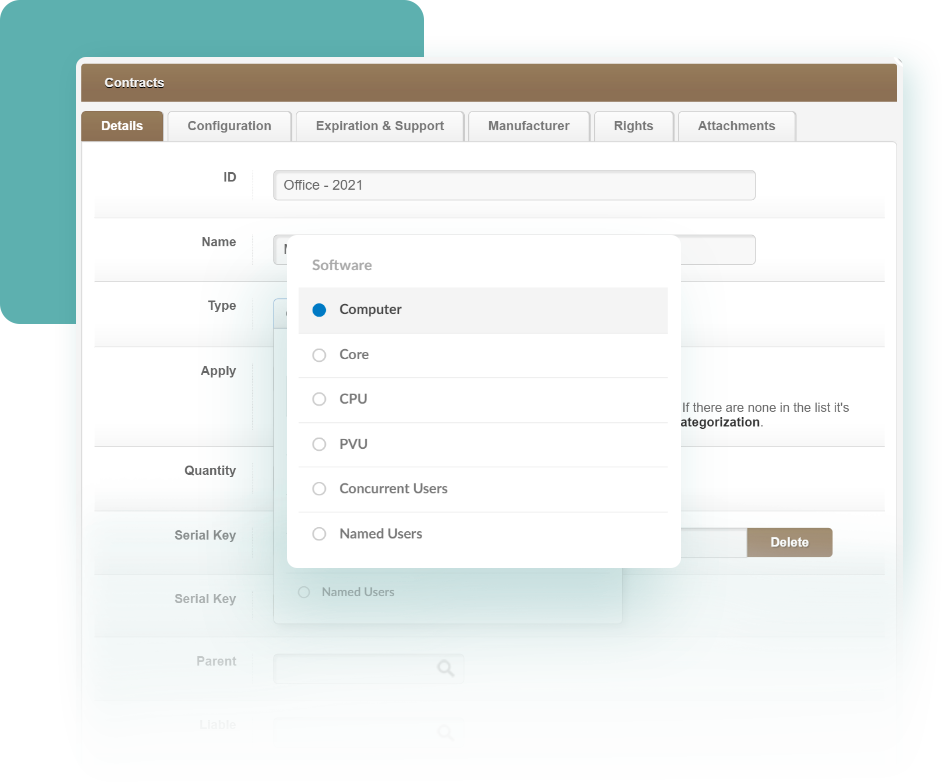 Contracts
Details Configuration Expiration & Support Manufacturer Rights Attachments
ID Office - 2021
Name
Software
Type Computer
Core
Apply
CPU If there are none in the list it's
ategorization.
PVU
Quantity
Concurrent Users
Serial Key Named Users Delete
Serial Key Named Users
Parent
Liable